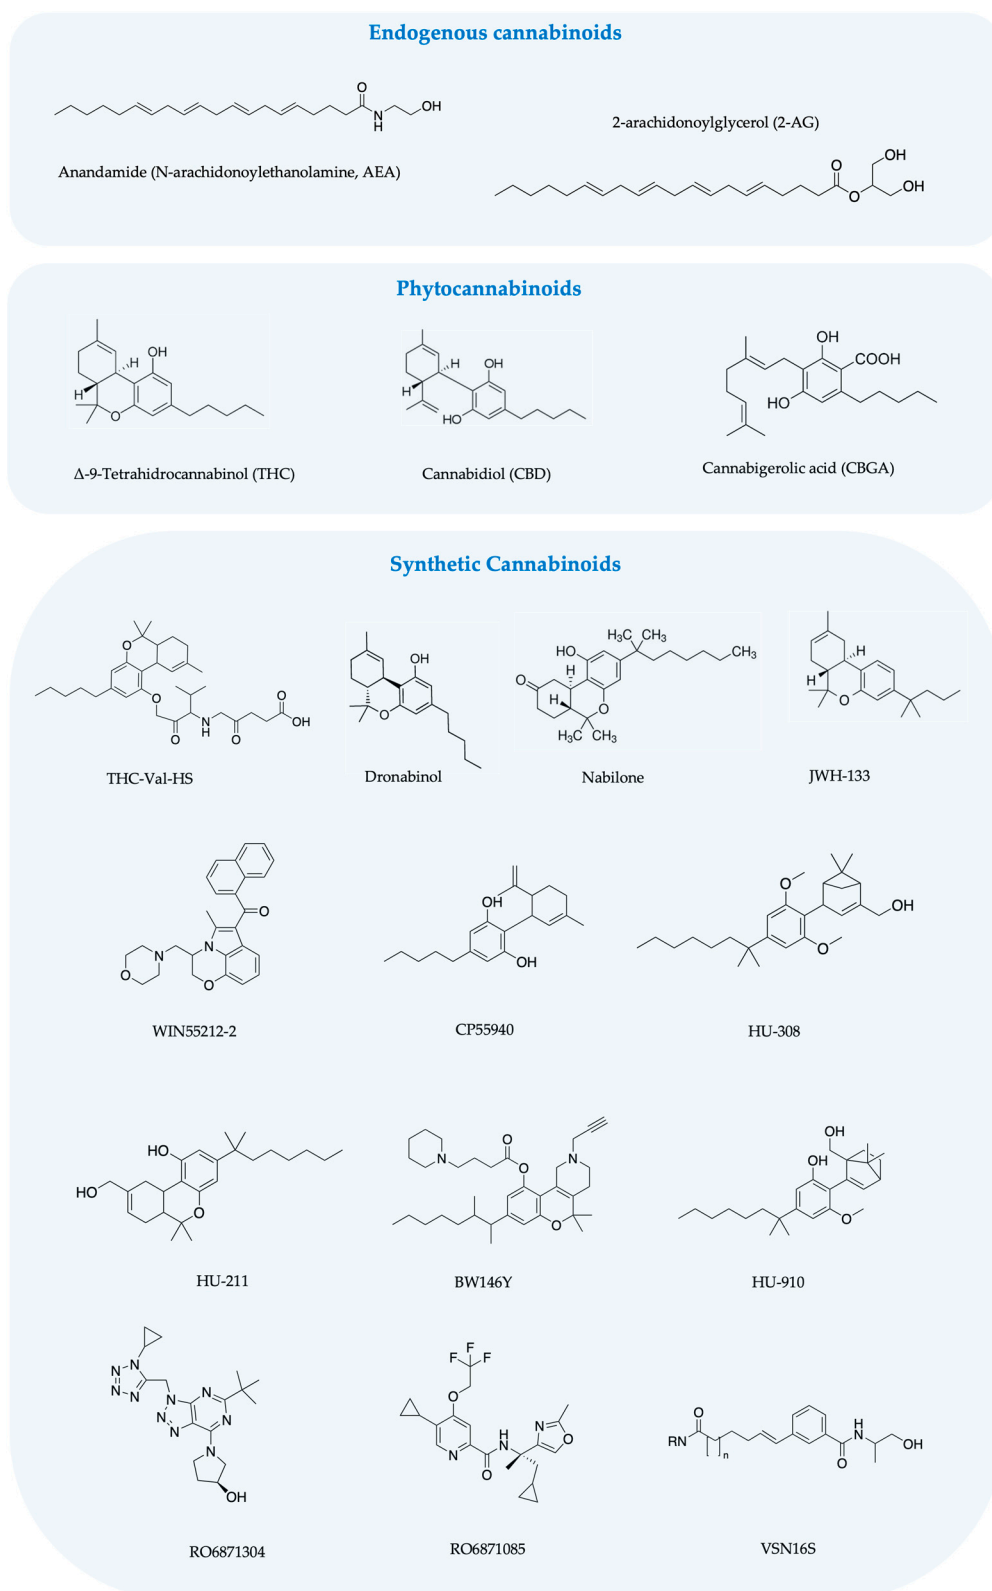 Endogenous cannabinoids
O
N
H
OH
Anandamide (N-arachidonoylethanolamine, AEA)
2-arachidonoylglycerol (2-AG)
O
O
OH
OH
Phytocannabinoids
H
OH
H
O
Δ-9-Tetrahidrocannabinol (THC)
H
OH
H
HO
Cannabidiol (CBD)
OH
COOH
HO
Cannabigerolic acid (CBGA)
Synthetic Cannabinoids
O
O
O
N
H
O
O
OH
THC-Val-HS
OH
O
Dronabinol
H₃C CH₃
HO
CH₃
H
O
H
O
H₃C CH₃
Nabilone
H
H
O
JWH-133
O
N
N
O
O
WIN55212-2
OH
OH
CP55940
O
OH
O
HU-308
HO
HO
O
HU-211
N
O
O
N
O
BW146Y
OH
OH
O
HU-910
N
N
N
N
N
N
N
N
N
N
OH
RO6871304
F
F
F
O
H
N
N
O
N
O
RO6871085
O
RN
n
O
H
N
OH
VSN16S